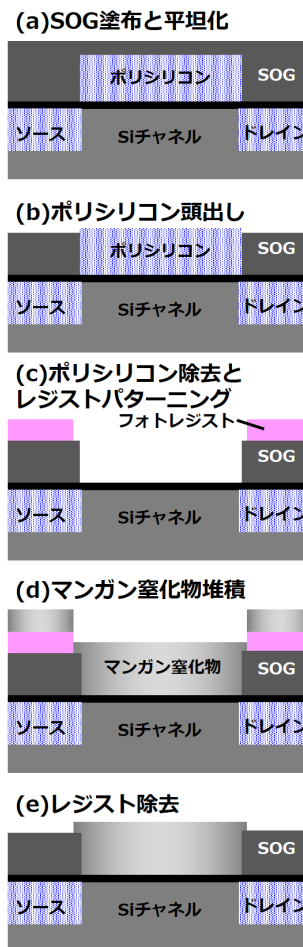 (a)SOG塗布と平坦化
ポリシリコン
SOG
ソース
Siチャネル
ドレイン
(b)ポリシリコン頭出し
ポリシリコン
SOG
ソース
Siチャネル
ドレイン
(c)ポリシリコン除去と
レジストパターニング
フォトレジスト
SOG
ソース
Siチャネル
ドレイン
(d)マンガン窒化物堆積
マンガン窒化物
SOG
ソース
Siチャネル
ドレイン
(e)レジスト除去
SOG
ソース
Siチャネル
ドレイン